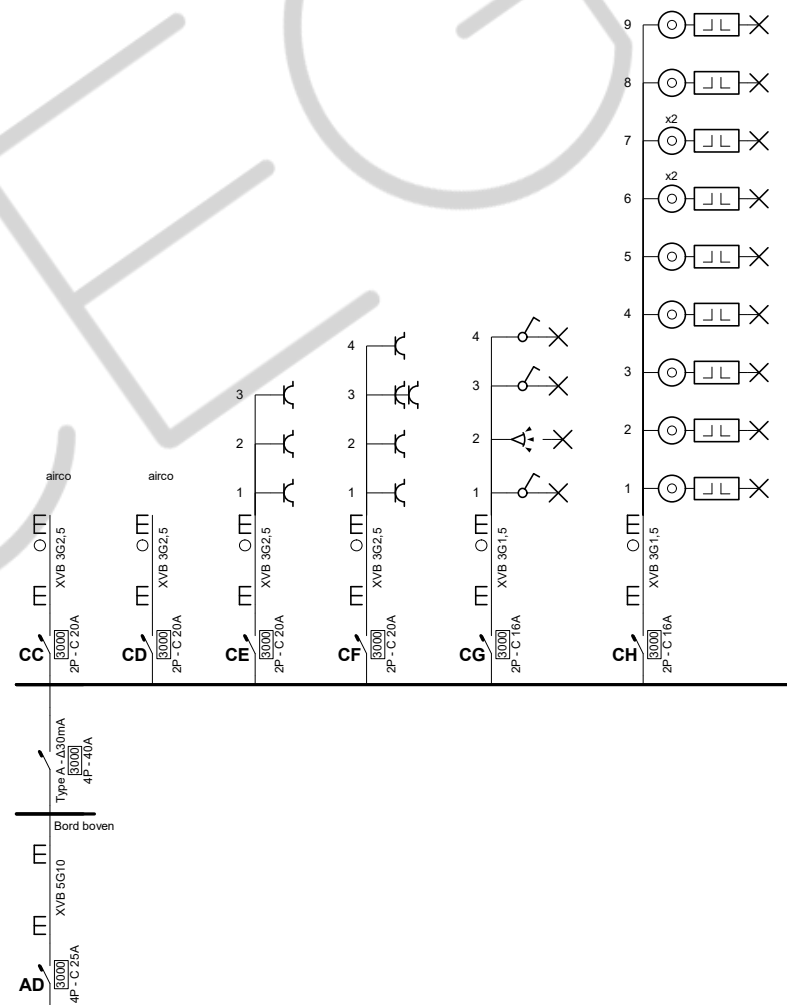 9
8
x2
7
x2
6
5
4
3
2
1
4
3
2
1
4
3
2
1
3
2
1
airco
airco
XVB 3G2,5
XVB 3G2,5
XVB 3G2,5
XVB 3G2,5
XVB 3G1,5
XVB 3G1,5
CC
3000
2P - C 20A
CD
3000
2P - C 20A
CE
3000
2P - C 20A
CF
3000
2P - C 20A
CG
3000
2P - C 16A
CH
3000
2P - C 16A
Type A - Δ30mA
3000
4P - 40A
Bord boven
XVB 5G10
AD
3000
4P - C 25A